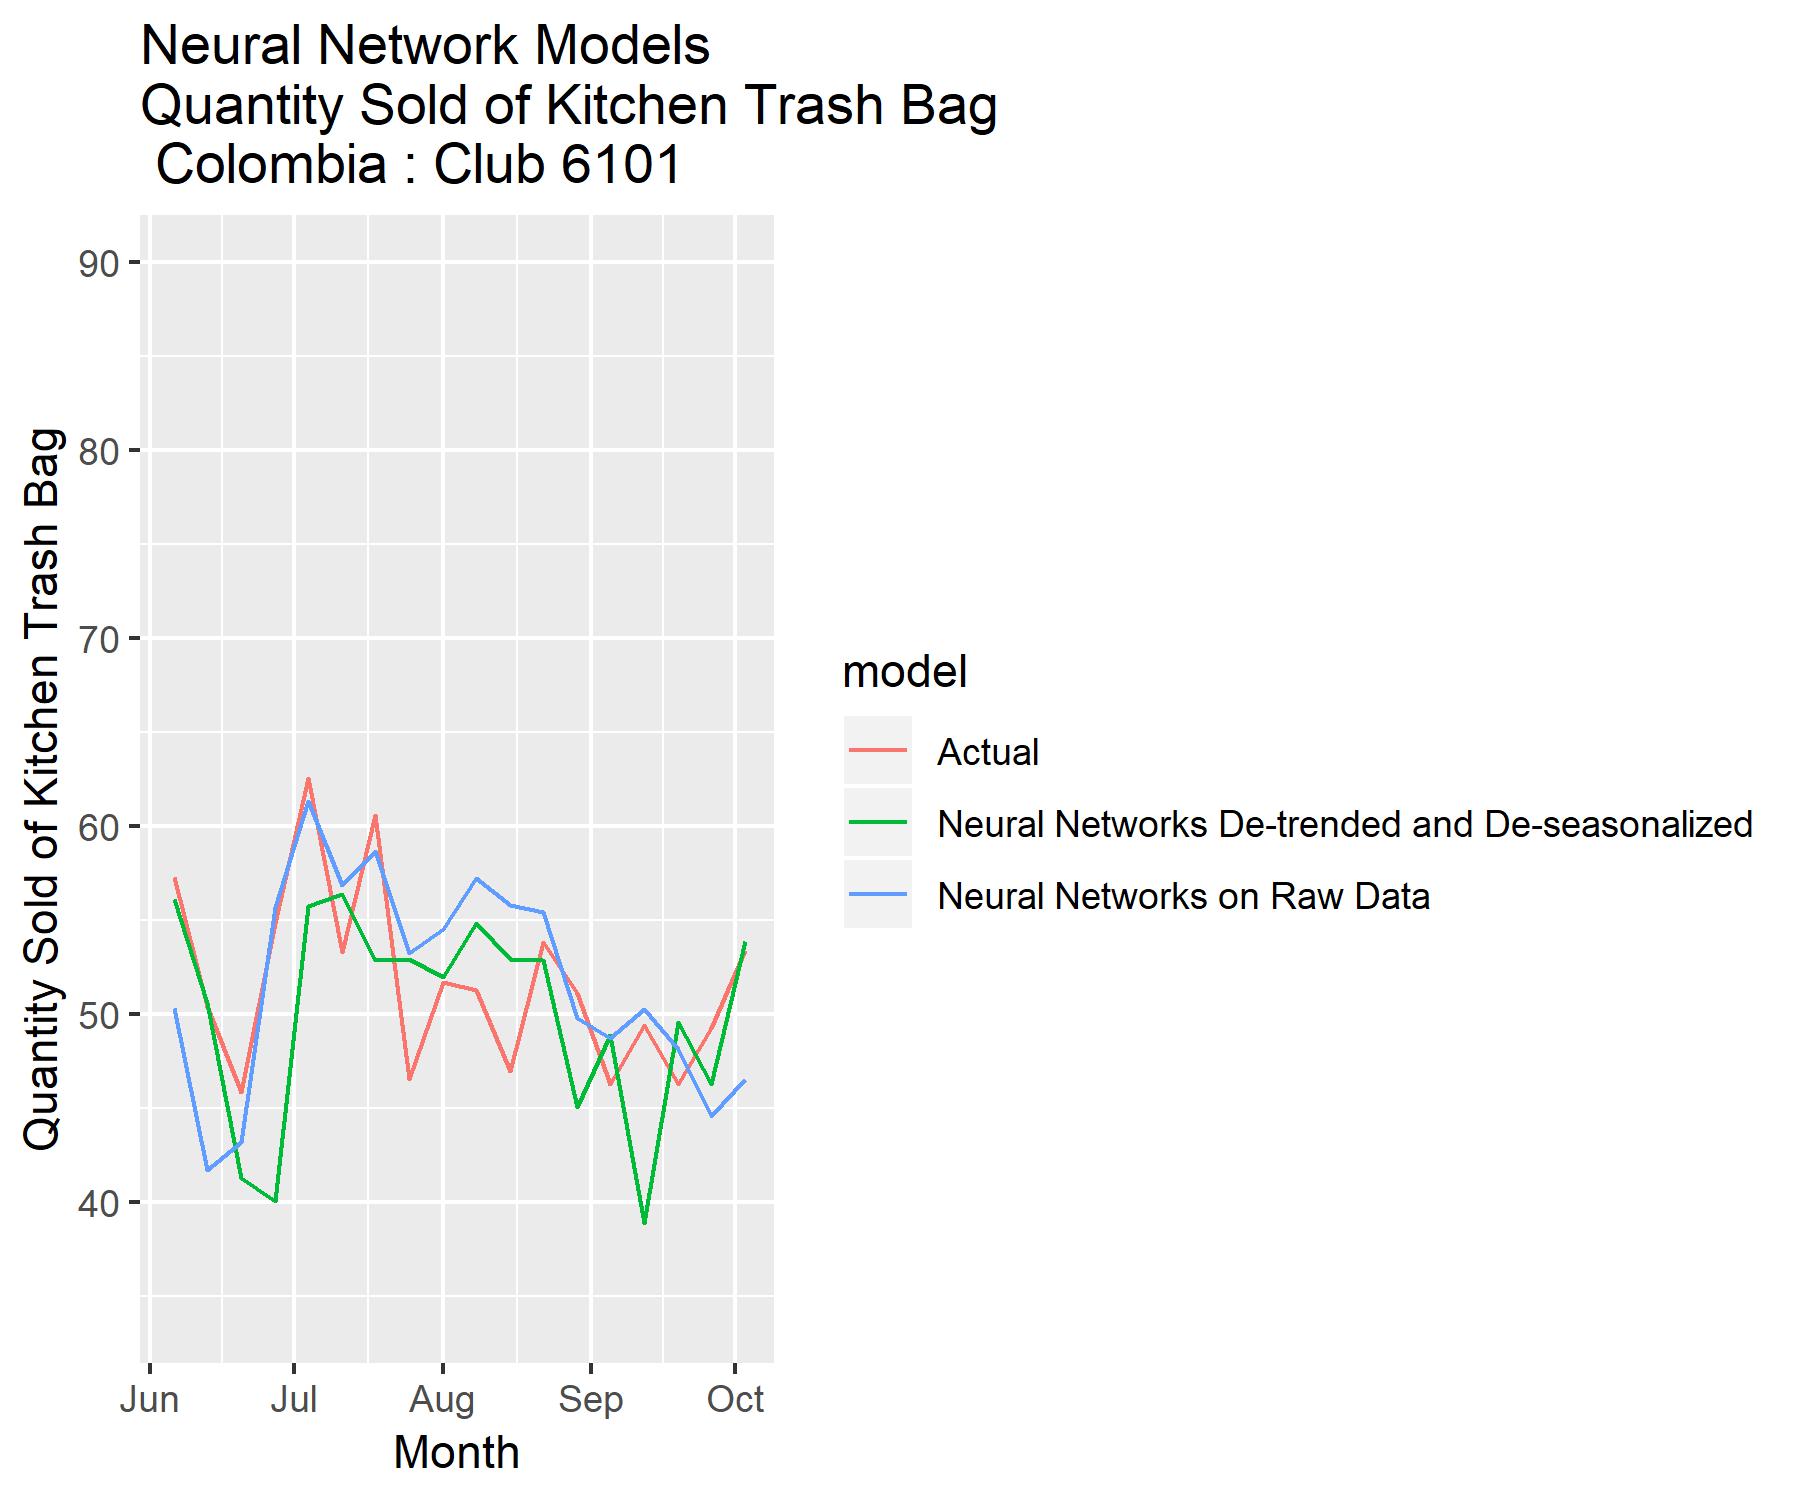 Neural Network Models
Quantity Sold of Kitchen Trash Bag
Colombia : Club 6101
Quantity Sold of Kitchen Trash Bag
90
80
70
60
50
40
Jun Jul Aug Sep Oct
Month
model
Actual
Neural Networks De-trended and De-seasonalized
Neural Networks on Raw Data